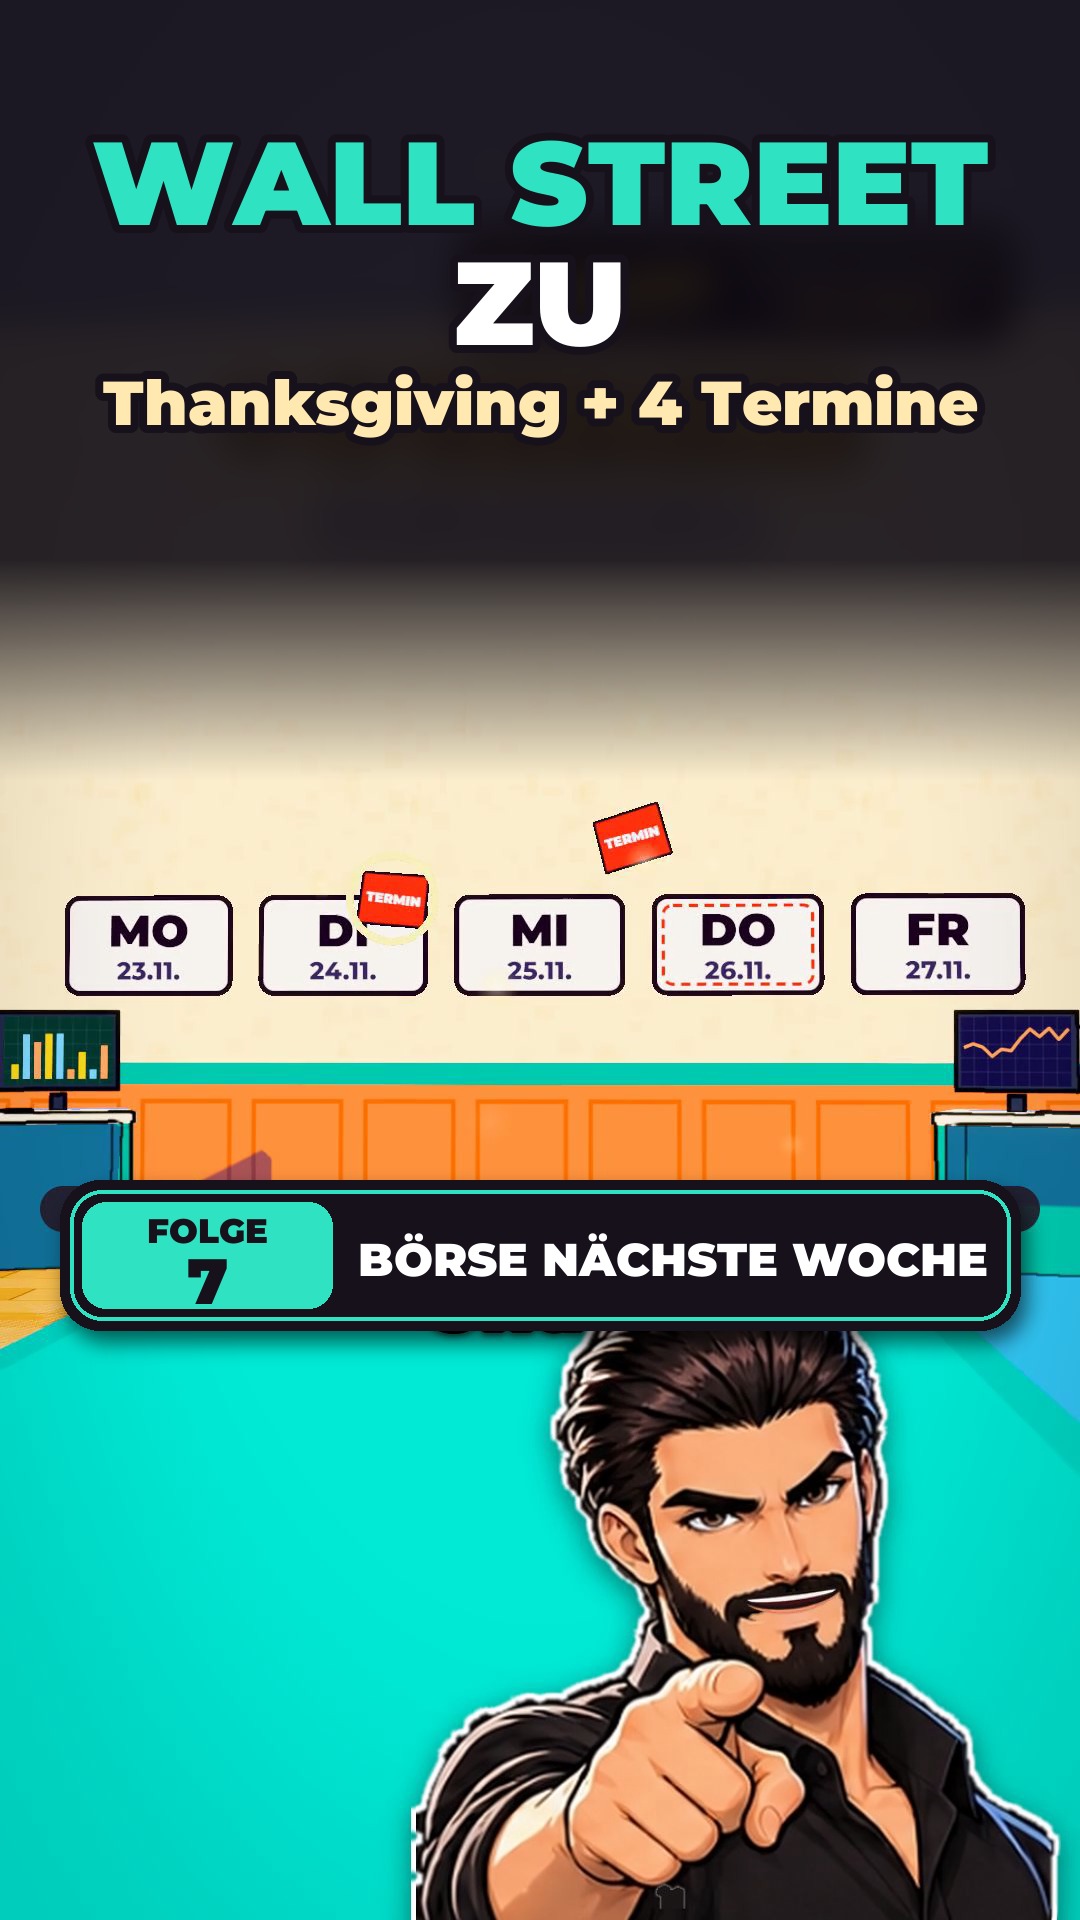 WALL STREET
ZU
Thanksgiving + 4 Termine
TERMIN
TERMIN
MO
23.11.
DI
24.11.
MI
25.11.
DO
26.11.
FR
27.11.
FOLGE
7
BÖRSE NÄCHSTE WOCHE